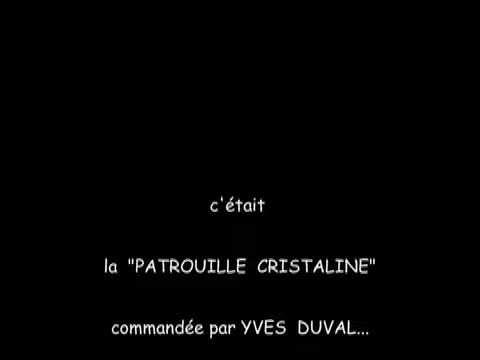 c'était
la "PATROUILLE CRISTALINE"
commandée par YVES DUVAL...